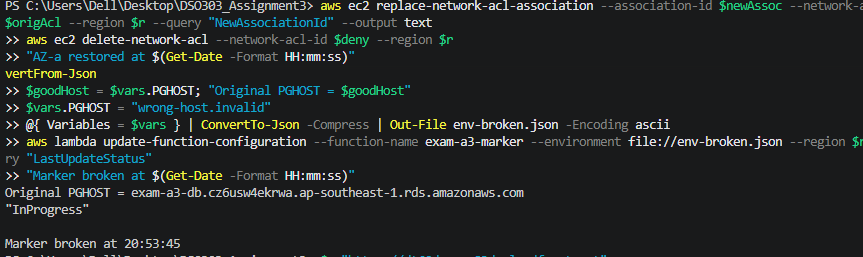 PS C:\Users\Dell\Desktop\DSO303_Assignment3> aws ec2 replace-network-acl-association --association-id $newAssoc --network-
$origAcl --region $r --query "NewAssociationId" --output text
>> aws ec2 delete-network-acl --network-acl-id $deny --region $r
>> "AZ-a restored at $(Get-Date -Format HH:mm:ss)"
vertFrom-Json
>> $goodHost = $vars.PGHOST; "Original PGHOST = $goodHost"
>> $vars.PGHOST = "wrong-host.invalid"
>> @{ Variables = $vars } | ConvertTo-Json -Compress | Out-File env-broken.json -Encoding ascii
>> aws lambda update-function-configuration --function-name exam-a3-marker --environment file://env-broken.json --region $r
ry "LastUpdateStatus"
>> "Marker broken at $(Get-Date -Format HH:mm:ss)"
Original PGHOST = exam-a3-db.cz6usw4ekrwa.ap-southeast-1.rds.amazonaws.com
"InProgress"
Marker broken at 20:53:45